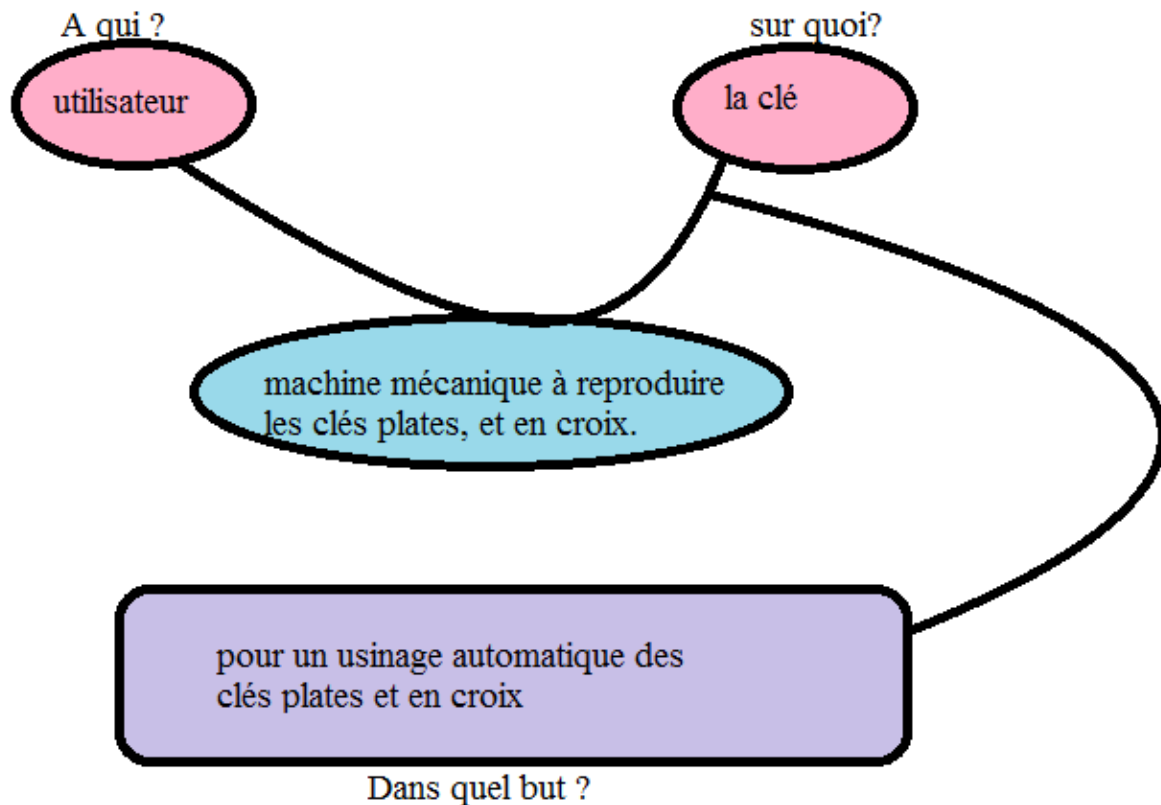 A qui ?
sur quoi?
utilisateur
la clé
machine mécanique à reproduire
les clés plates, et en croix.
pour un usinage automatique des
clés plates et en croix
Dans quel but ?